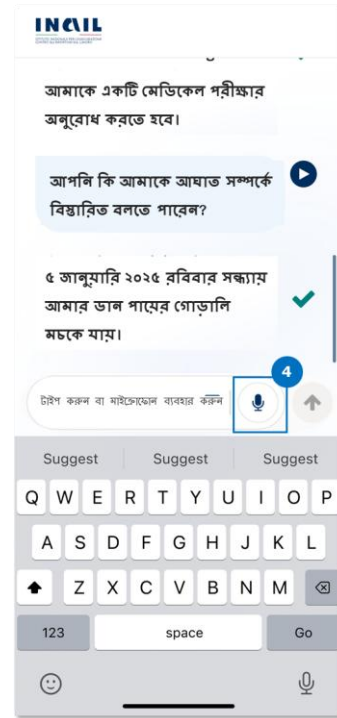 INAIL
আমাকে একটি মেডিকেল পরীক্ষার
অনুরোধ করতে হবে।
আপনি কি আমাকে আঘাত সম্পর্কে
বিস্তারিত বলতে পারেন?
৫ জানুয়ারি ২০২৫ রবিবার সন্ধ্যায়
আমার ডান পায়ের গোড়ালি
মচকে যায়।
4
টাইপ করুন বা মাইক্রোফোন ব্যবহার করুন
Suggest Suggest Suggest
Q W E R T Y U I O P
A S D F G H J K L
Z X C V B N M
123 space Go